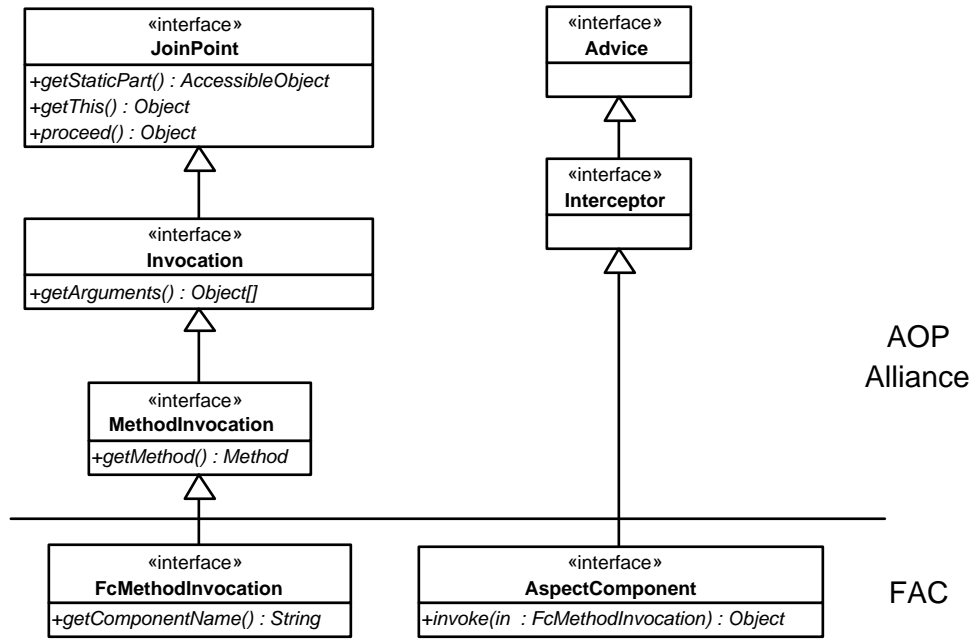 «interface»
JoinPoint
+getStaticPart() : AccessibleObject
+getThis() : Object
+proceed() : Object
«interface»
Advice
«interface»
Interceptor
«interface»
Invocation
+getArguments() : Object[]
AOP
Alliance
«interface»
MethodInvocation
+getMethod() : Method
«interface»
FcMethodInvocation
+getComponentName() : String
«interface»
AspectComponent
+invoke(in : FcMethodInvocation) : Object
FAC